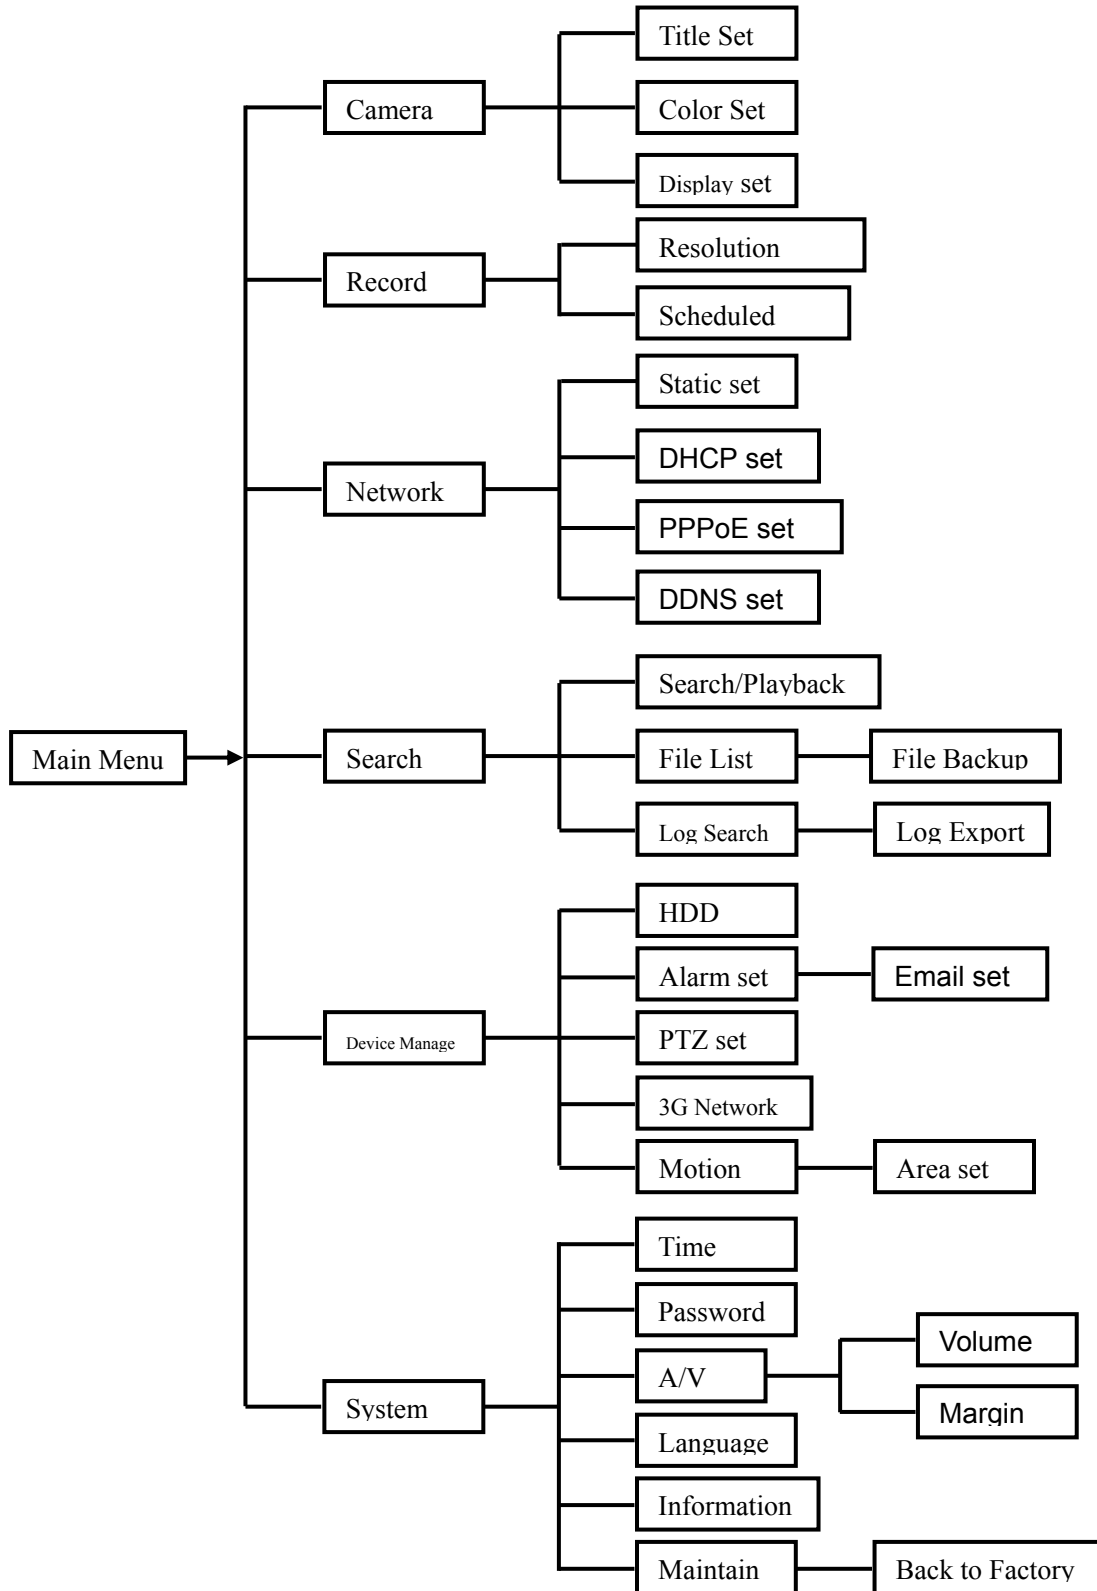 Title Set
Camera
Color Set
Display set
Resolution
Record
Scheduled
Static set
DHCP set
Network
PPPoE set
DDNS set
Search/Playback
Main Menu
Search
File List
File Backup
Log Search
Log Export
HDD
Alarm set
Email set
Device Manage
PTZ set
3G Network
Motion
Area set
Time
Password
Volume
A/V
System
Margin
Language
Information
Maintain
Back to Factory